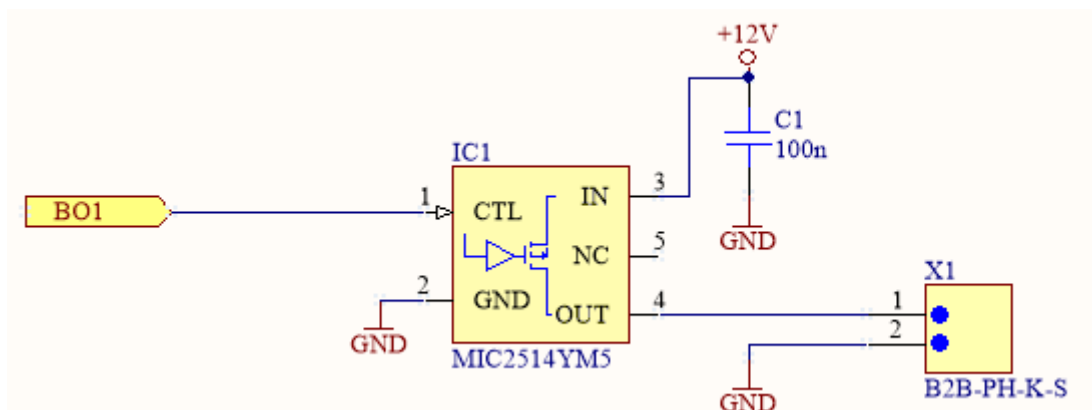 +12V
C1
100n
GND
IC1
BO1
1
CTL
IN
3
NC
5
2
GND
OUT
4
GND
MIC2514YM5
X1
1
2
GND
B2B-PH-K-S